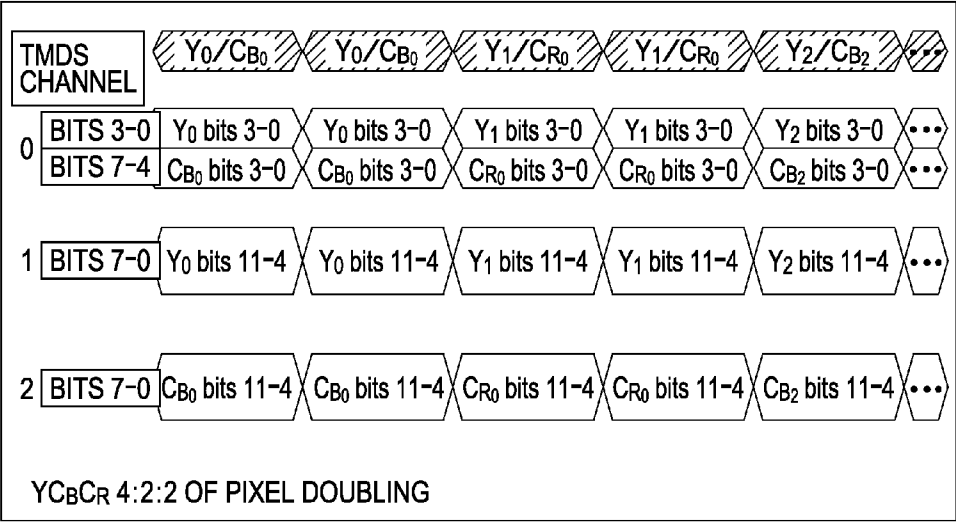 TMDS CHANNEL Y0/CB0 Y0/CB0 Y1/CR0 Y1/CR0 Y2/CB2 •••
0 BITS 3-0 Y0 bits 3-0 Y0 bits 3-0 Y1 bits 3-0 Y1 bits 3-0 Y2 bits 3-0 •••
BITS 7-4 CB0 bits 3-0 CB0 bits 3-0 CR0 bits 3-0 CR0 bits 3-0 CB2 bits 3-0 •••
1 BITS 7-0 Y0 bits 11-4 Y0 bits 11-4 Y1 bits 11-4 Y1 bits 11-4 Y2 bits 11-4 •••
2 BITS 7-0 CB0 bits 11-4 CB0 bits 11-4 CR0 bits 11-4 CR0 bits 11-4 CB2 bits 11-4 •••
YCBCR 4:2:2 OF PIXEL DOUBLING